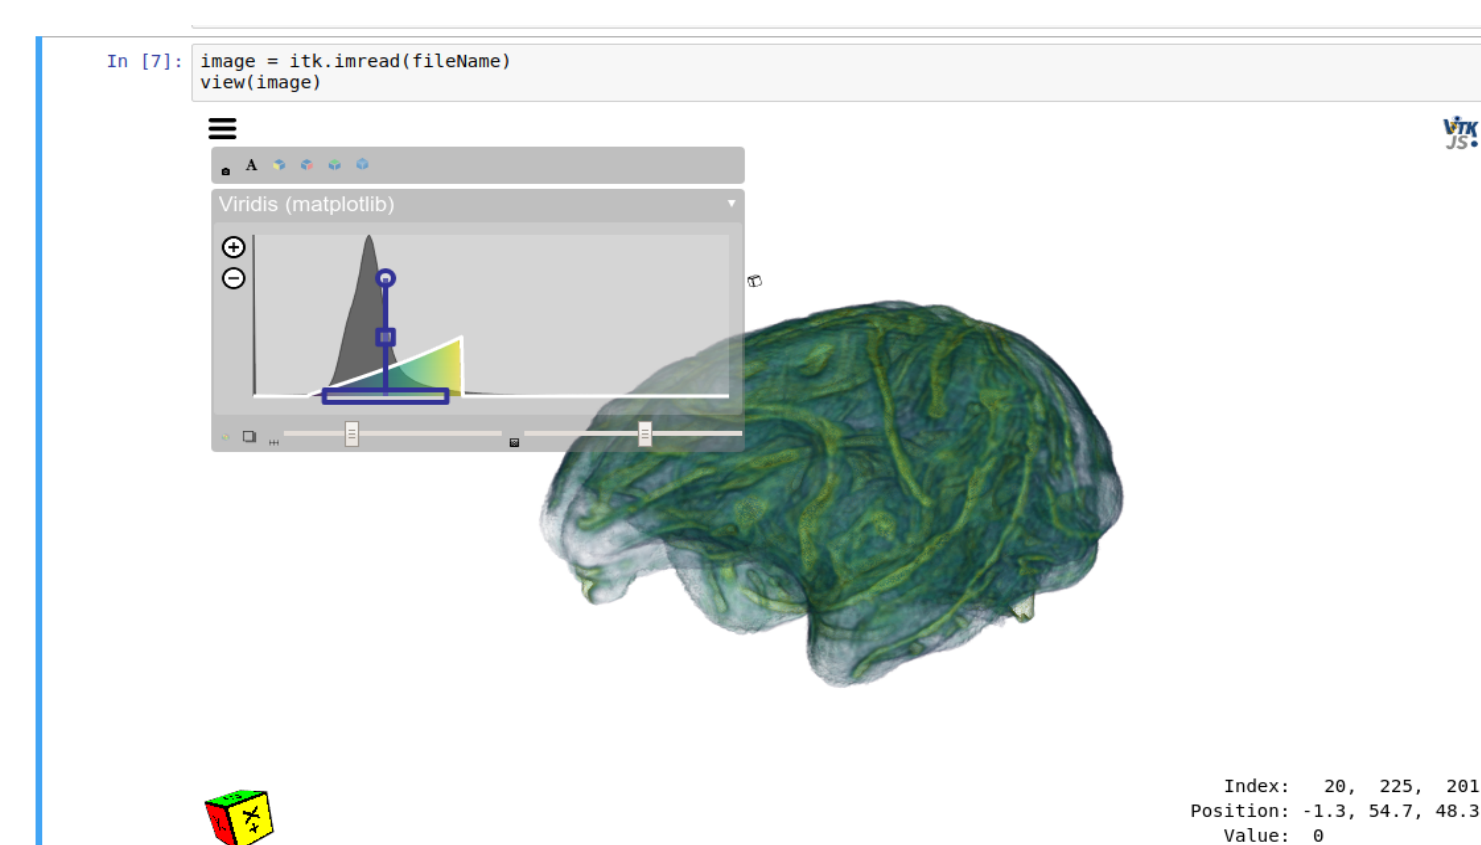 In [7]: image = itk.imread(fileName)
view(image)
VTK
JS
A
Viridis (matplotlib)
Index: 20, 225, 201
Position: -1.3, 54.7, 48.3
Value: 0